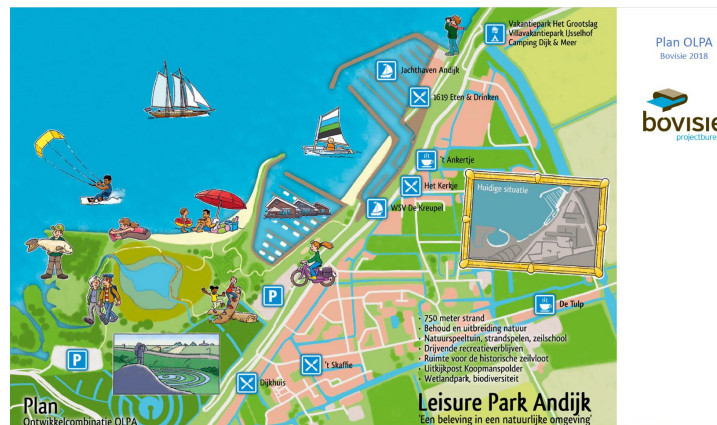 Vakantiepark Het Grootslag
Villavakantiepark IJsselhof
Camping Dijk & Meer
Plan OLPA
Bovisie 2018
bovisie
projectbure
Jachthaven Andijk
1619 Eten & Drinken
't Ankertje
Het Kerkje
WSV De Kreupel
Huidige situatie
De Tulp
P
P
't Skaffie
Dijkhuis
· 750 meter strand
· Behoud en uitbreiding natuur
· Natuurspeeltuin, strandspelen, zeilschool
· Drijvende recreatieverblijven
· Ruimte voor de historische zeilvloot
· Uitkijkpost Koopmanspolder
· Wetlandpark, biodiversiteit
Plan
Ontwikkelcombinatie OLPA
Leisure Park Andijk
'Een beleving in een natuurlijke omgeving'